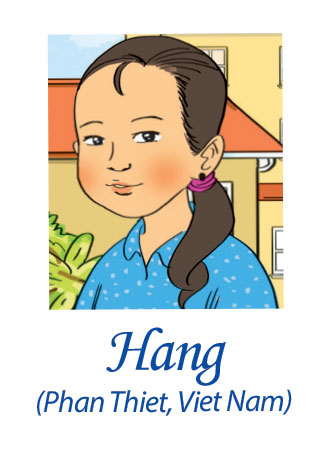 Hang
(Phan Thiet, Viet Nam)